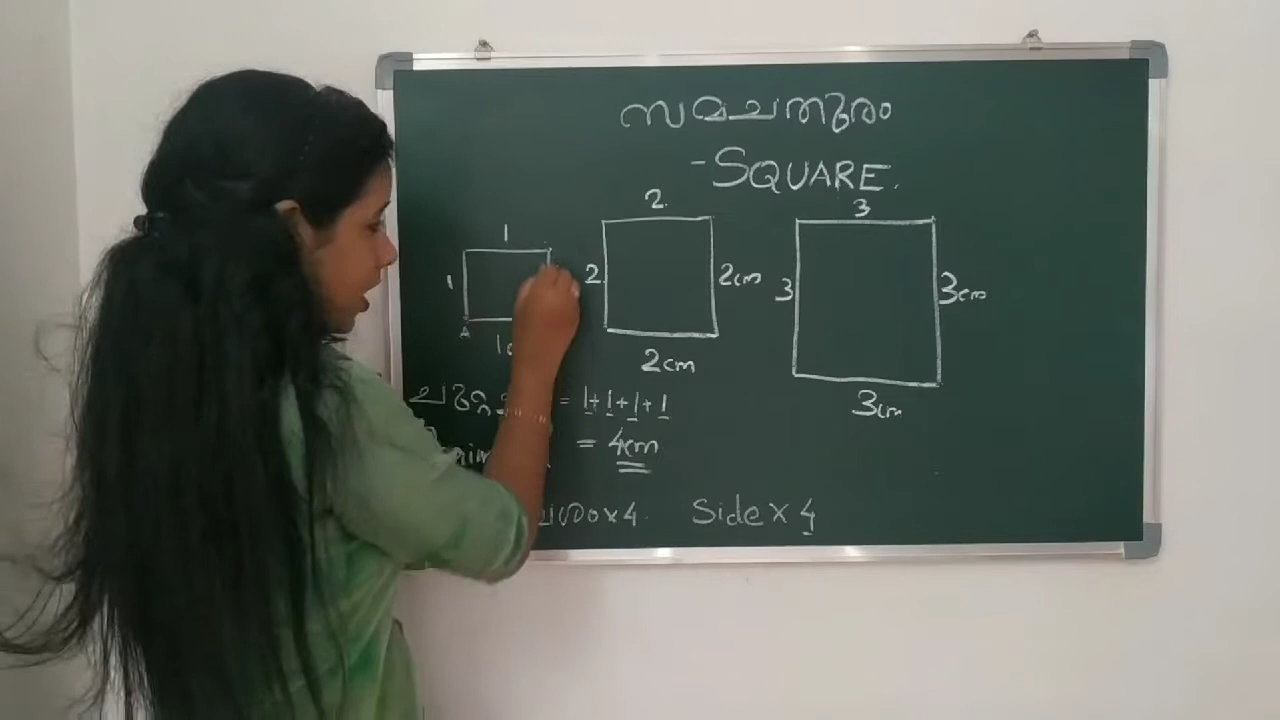 സമചതുരം
-SQUARE.
1
2.
3
1
2.
2cm
3
3cm
A
2cm
3cm
= 1+1+1+1
= 4cm
×4. Side × 4